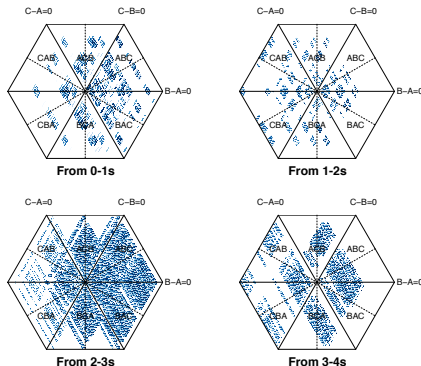 C−A=0 C−B=0 C−A=0 C−B=0
CAB ACB ABC CAB ACB ABC
B−A=0 B−A=0
CBA BCA BAC CBA BCA BAC
From 0-1s From 1-2s
C−A=0 C−B=0 C−A=0 C−B=0
CAB ACB ABC CAB ACB ABC
B−A=0 B−A=0
CBA BCA BAC CBA BCA BAC
From 2-3s From 3-4s